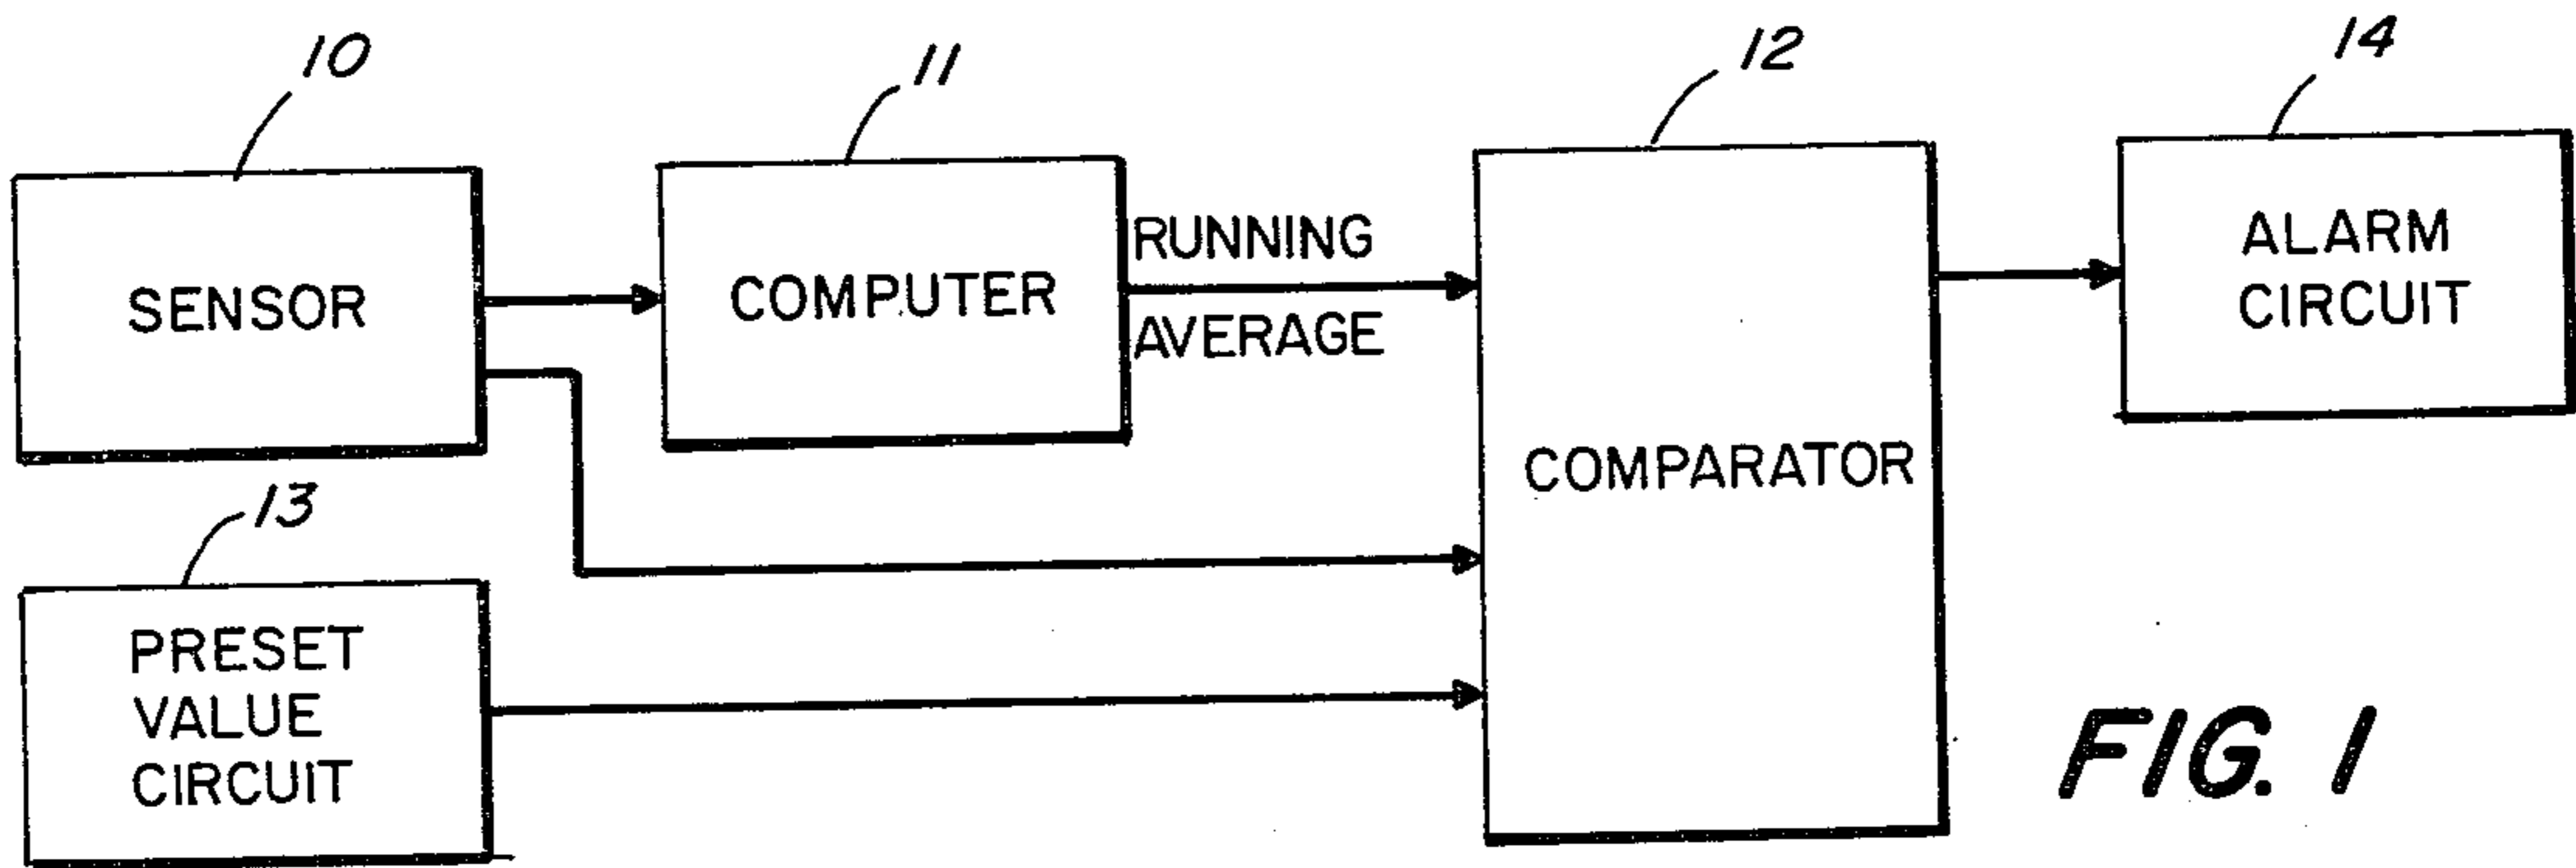 10
11
12
14
SENSOR
COMPUTER
RUNNING
AVERAGE
COMPARATOR
ALARM
CIRCUIT
13
PRESET
VALUE
CIRCUIT
FIG. 1